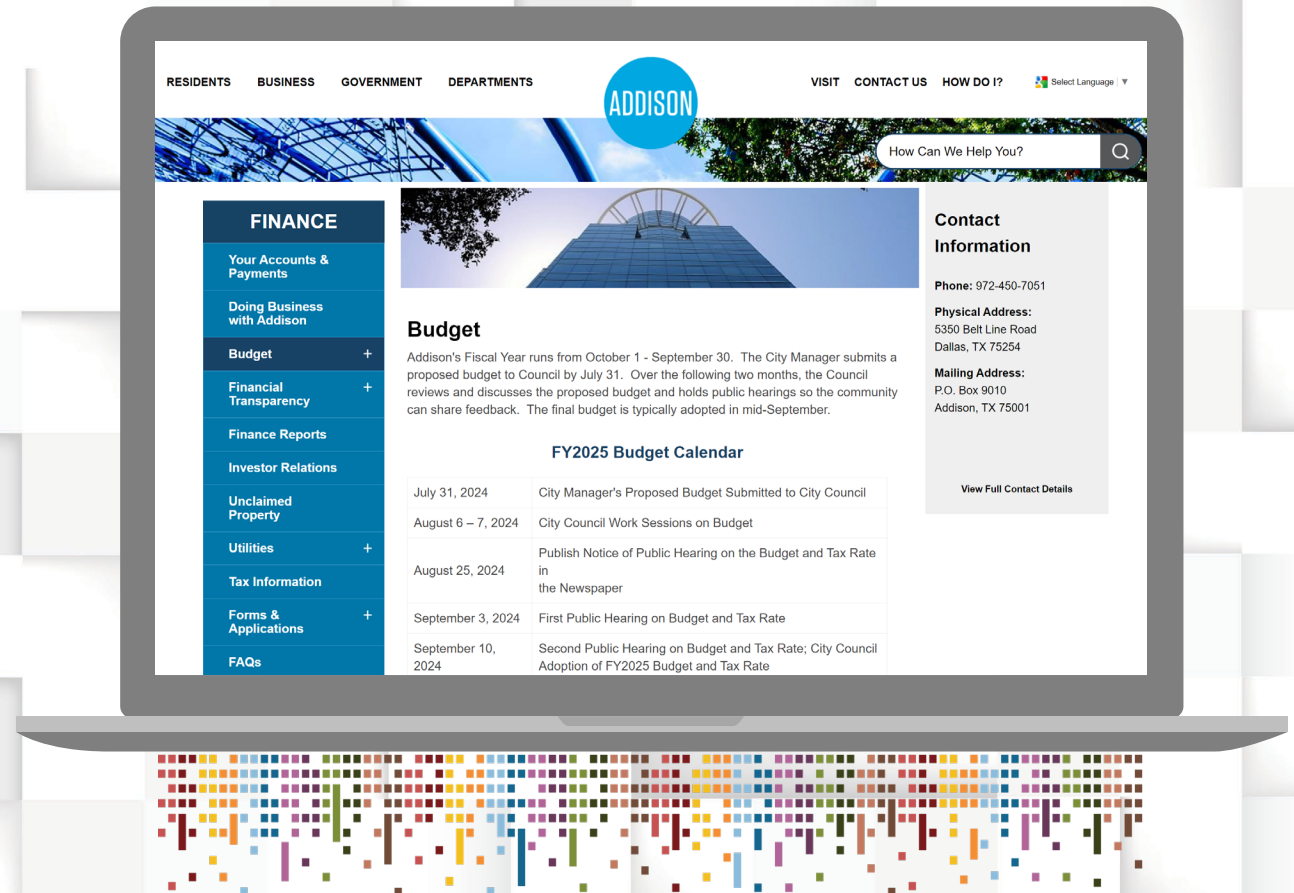 RESIDENTS BUSINESS GOVERNMENT DEPARTMENTS
ADDISON
VISIT CONTACT US HOW DO I?
Select Language ▼
How Can We Help You?
FINANCE
Your Accounts &
Payments
Doing Business
with Addison
Budget +
Financial +
Transparency
Finance Reports
Investor Relations
Unclaimed
Property
Utilities +
Tax Information
Forms & +
Applications
FAQs
Budget
Addison's Fiscal Year runs from October 1 - September 30. The City Manager submits a
proposed budget to Council by July 31. Over the following two months, the Council
reviews and discusses the proposed budget and holds public hearings so the community
can share feedback. The final budget is typically adopted in mid-September.
FY2025 Budget Calendar
July 31, 2024 City Manager's Proposed Budget Submitted to City Council
August 6 – 7, 2024 City Council Work Sessions on Budget
August 25, 2024
Publish Notice of Public Hearing on the Budget and Tax Rate
in
the Newspaper
September 3, 2024 First Public Hearing on Budget and Tax Rate
September 10,
2024
Second Public Hearing on Budget and Tax Rate; City Council
Adoption of FY2025 Budget and Tax Rate
Contact
Information
Phone: 972-450-7051
Physical Address:
5350 Belt Line Road
Dallas, TX 75254
Mailing Address:
P.O. Box 9010
Addison, TX 75001
View Full Contact Details